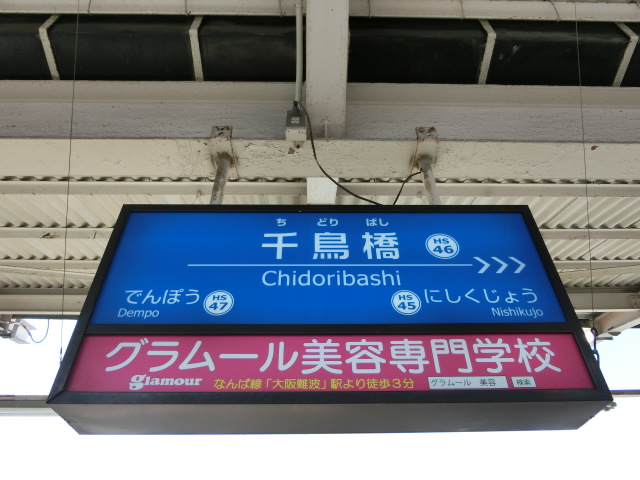 ち どり ばし
千鳥橋 HS 46
Chidoribashi
でんぽう HS 47
Dempo
HS 45 にしくじょう
Nishikujo
グラムール美容専門学校
glamour なんば線「大阪難波」駅より徒歩3分 グラムール 美容 検索